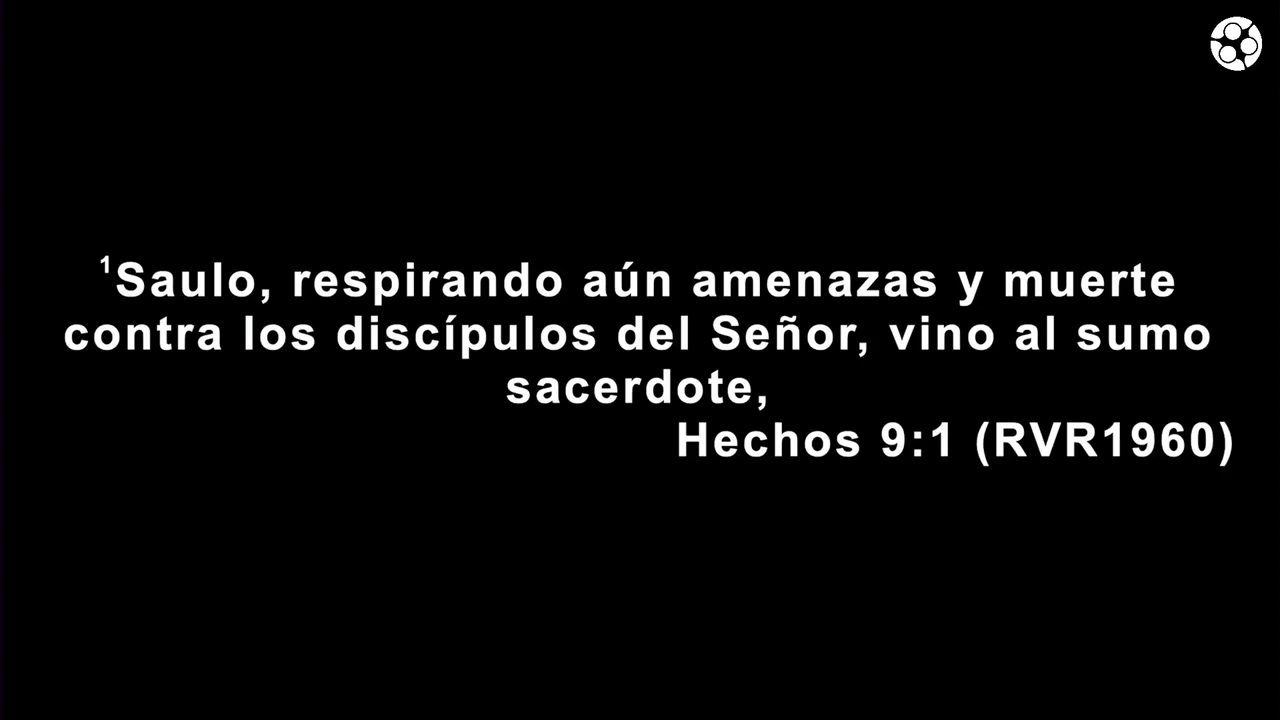 ¹Saulo, respirando aún amenazas y muerte
contra los discípulos del Señor, vino al sumo
sacerdote,
Hechos 9:1 (RVR1960)